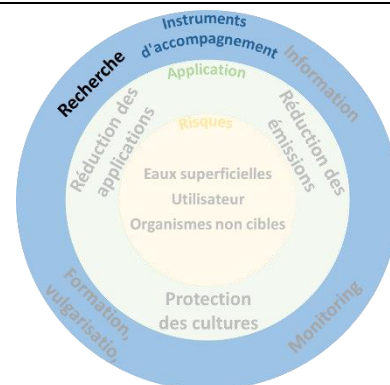 Instruments
d'accompagnement
Recherche
Information
Application
Réduction des
applications
Réduction des
émissions
Risques
Eaux superficielles
Utilisateur
Organismes non cibles
Protection
des cultures
Formation,
vulgarisatio,
Monitoring